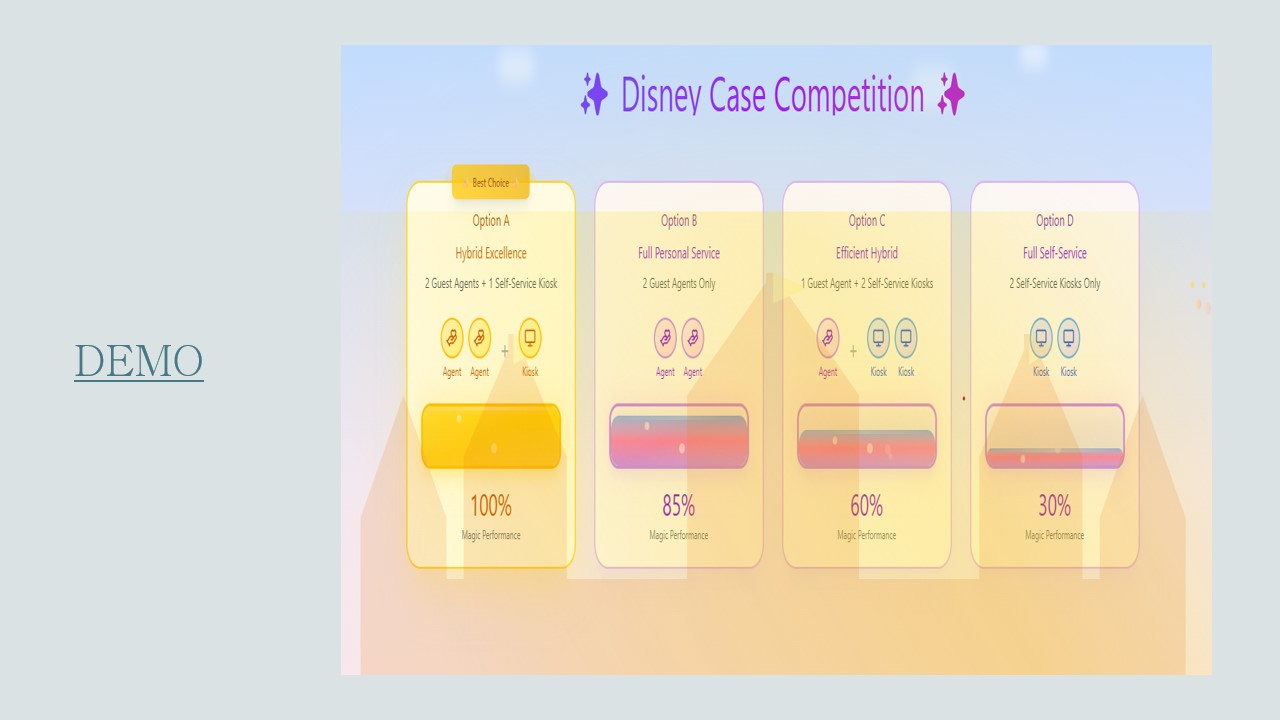 DEMO
Disney Case Competition
Best Choice
Option A
Hybrid Excellence
2 Guest Agents + 1 Self-Service Kiosk
Agent Agent + Kiosk
100%
Magic Performance
Option B
Full Personal Service
2 Guest Agents Only
Agent Agent
85%
Magic Performance
Option C
Efficient Hybrid
1 Guest Agent + 2 Self-Service Kiosks
Agent + Kiosk Kiosk
60%
Magic Performance
Option D
Full Self-Service
2 Self-Service Kiosks Only
Kiosk Kiosk
30%
Magic Performance